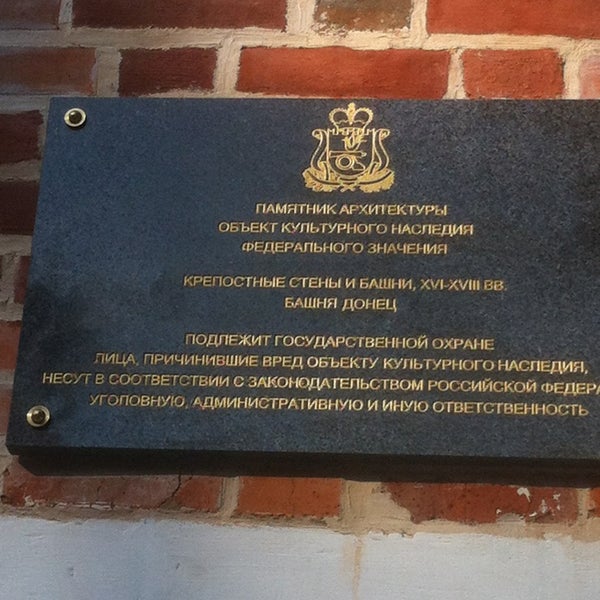 ПАМЯТНИК АРХИТЕКТУРЫ
ОБЪЕКТ КУЛЬТУРНОГО НАСЛЕДИЯ
ФЕДЕРАЛЬНОГО ЗНАЧЕНИЯ
КРЕПОСТНЫЕ СТЕНЫ И БАШНИ, XVI-XVIII ВВ.
БАШНЯ ДОНЕЦ
ПОДЛЕЖИТ ГОСУДАРСТВЕННОЙ ОХРАНЕ
ЛИЦА, ПРИЧИНИВШИЕ ВРЕД ОБЪЕКТУ КУЛЬТУРНОГО НАСЛЕДИЯ,
НЕСУТ В СООТВЕТСТВИИ С ЗАКОНОДАТЕЛЬСТВОМ РОССИЙСКОЙ ФЕДЕРА
УГОЛОВНУЮ, АДМИНИСТРАТИВНУЮ И ИНУЮ ОТВЕТСТВЕННОСТЬ